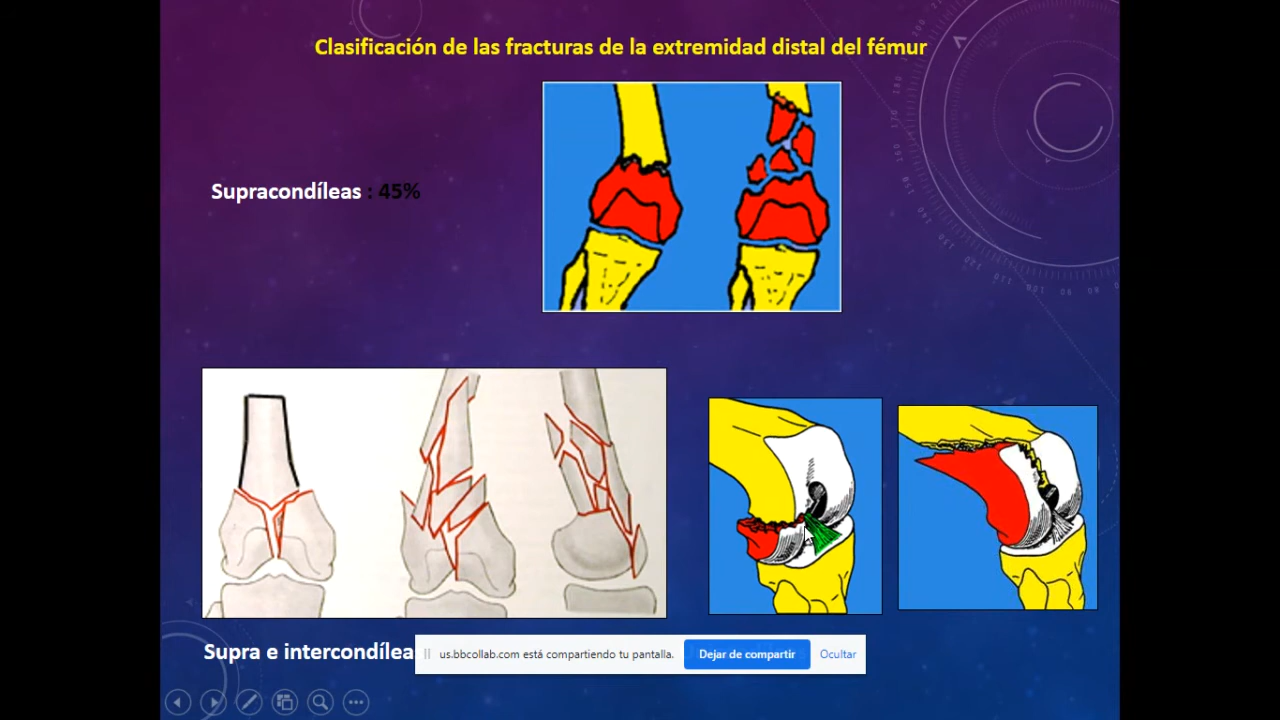 Clasificación de las fracturas de la extremidad distal del fémur
Supracondíleas : 45%
Supra e intercondílea
us.bbcollab.com está compartiendo tu pantalla.
Dejar de compartir
Ocultar